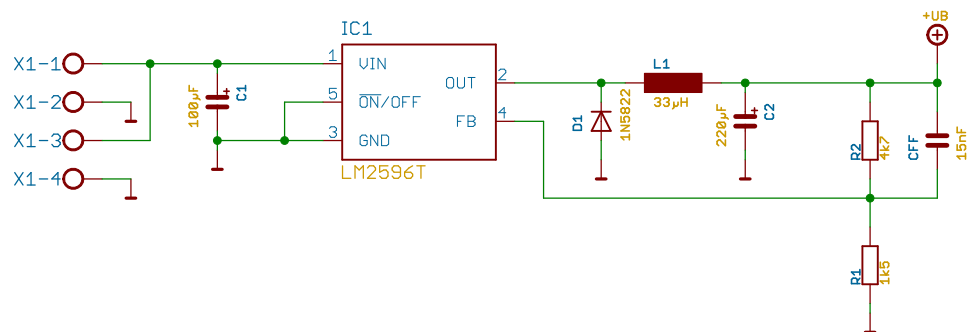 +UB
IC1
X1-1
1
VIN
L1
X1-2
100µF
C1
5
ON/OFF
OUT
2
33µH
X1-3
3
GND
FB
4
D1
1N5822
220µF
C2
R2
4k7
CFF
15nF
X1-4
LM2596T
R1
1k5
+
+